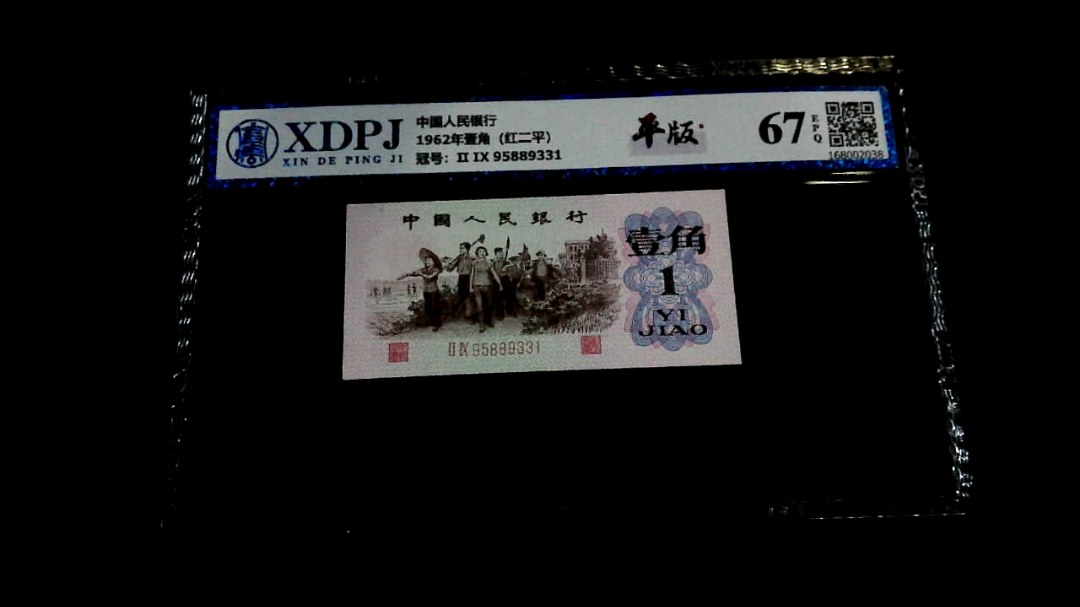 XDPJ
XIN DE PING JI
中国人民银行
1962年壹角（红二平）
冠号：II IX 95889331
平版
67
EPQ
168002038
中國人民銀行
壹角
1
YI
JIAO
II IX 95889331